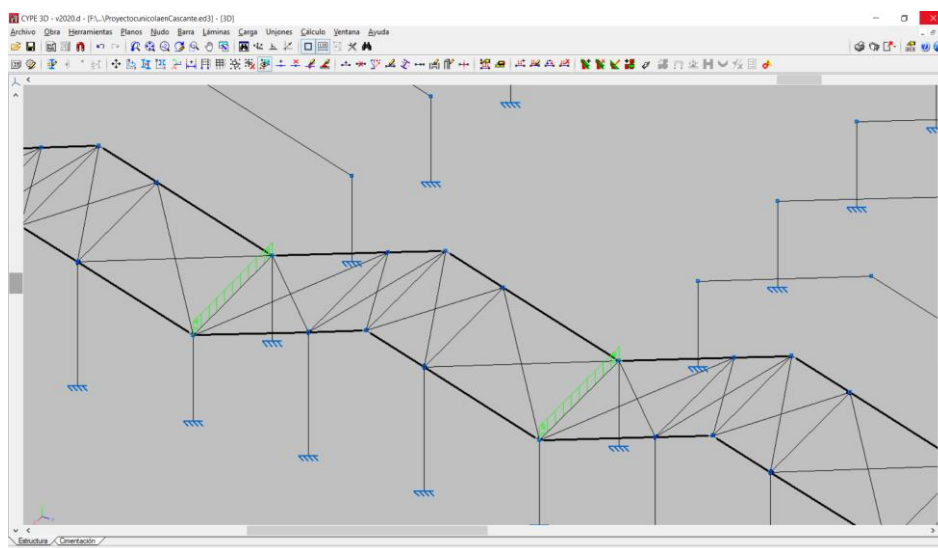 CYPE 3D - v2020.d - [F:\...\ProyectocunicolaenCascante.ed3] - [3D]
Archivo Obra Herramientas Planos Nudo Barra Láminas Carga Uniones Cálculo Ventana Ayuda
Estructura Cimentación